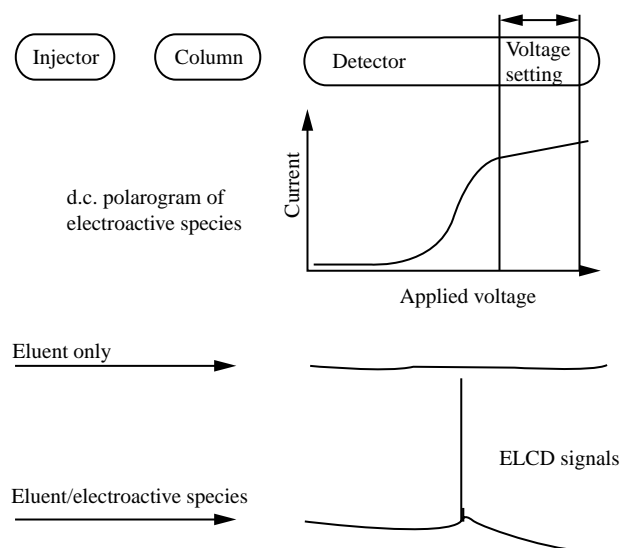 Injector
Column
Detector
Voltage
setting
Current
d.c. polarogram of
electroactive species
Applied voltage
Eluent only
ELCD signals
Eluent/electroactive species